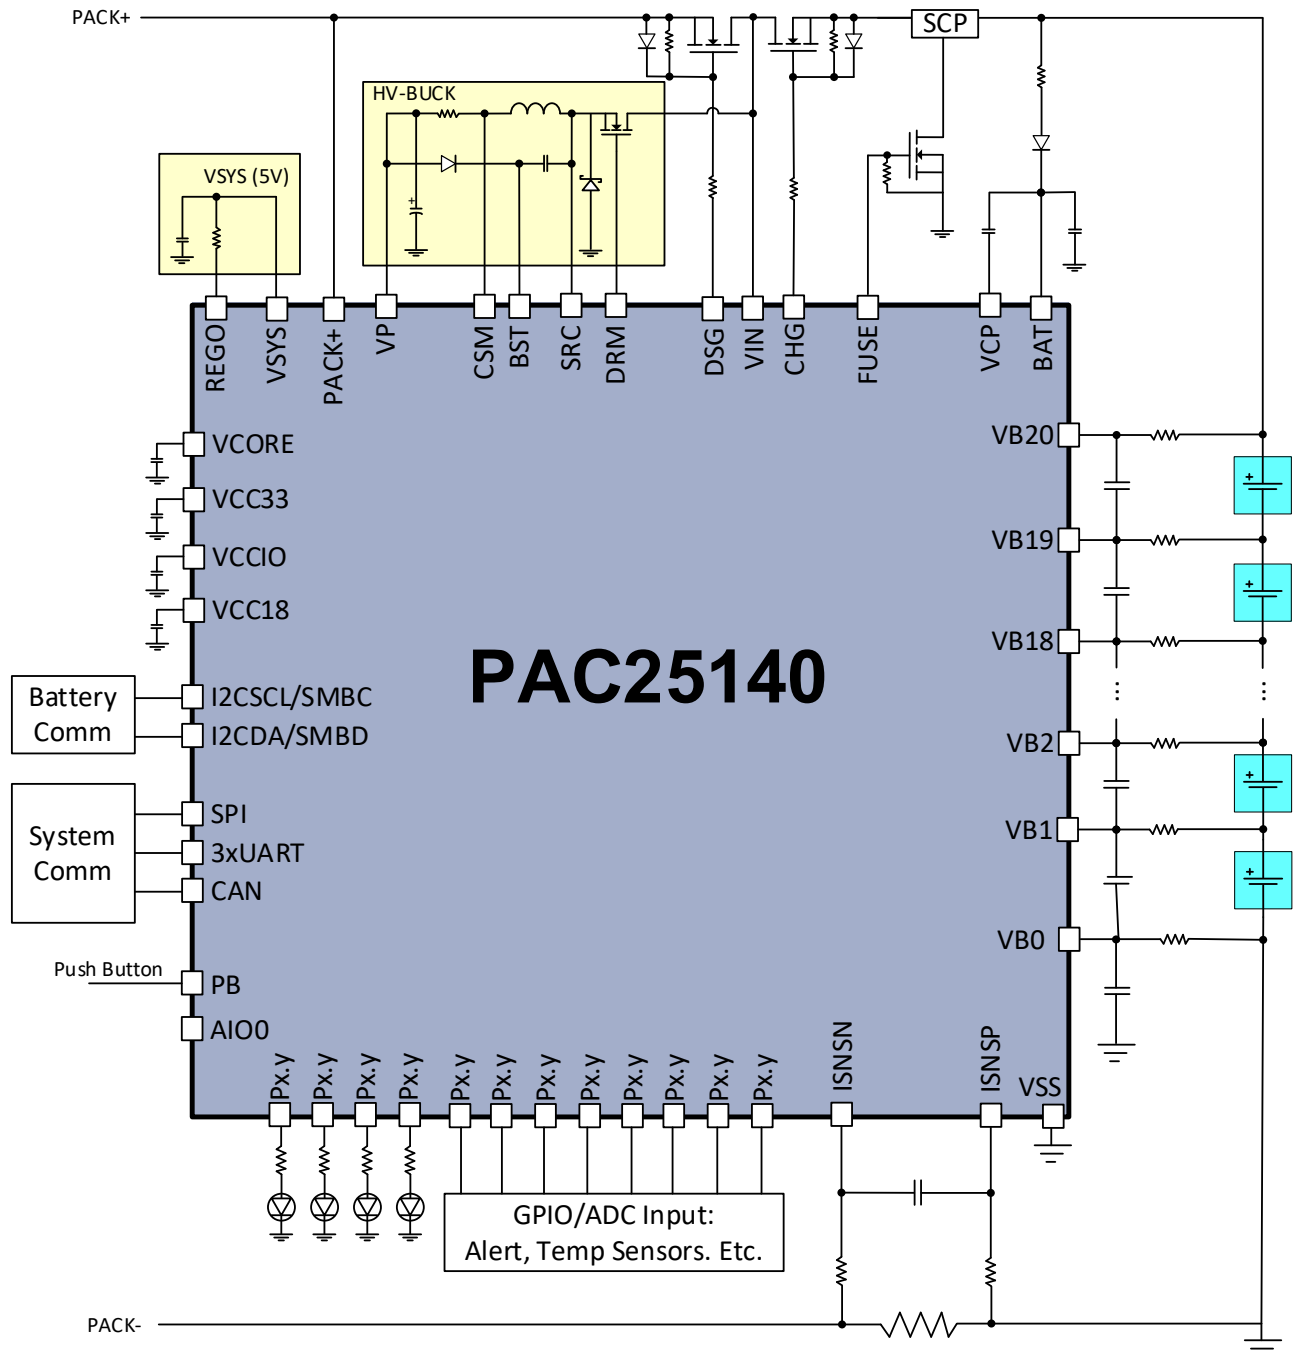 PACK+
SCP
HV-BUCK
VSYS (5V)
+
REGO
VSYS
PACK+
VP
CSM
BST
SRC
DRM
DSG
VIN
CHG
FUSE
VCP
BAT
VCORE
VB20
+
VCC33
VB19
VCCIO
+
VCC18
VB18
PAC25140
...
...
Battery
Comm
I2CSCL/SMBC
I2CDA/SMBD
VB2
+
System
Comm
SPI
3xUART
CAN
VB1
+
VB0
Push Button
PB
AIO0
Px.y
Px.y
Px.y
Px.y
Px.y
Px.y
Px.y
Px.y
Px.y
Px.y
Px.y
Px.y
ISNSN
ISNSP
VSS
GPIO/ADC Input:
Alert, Temp Sensors. Etc.
PACK-